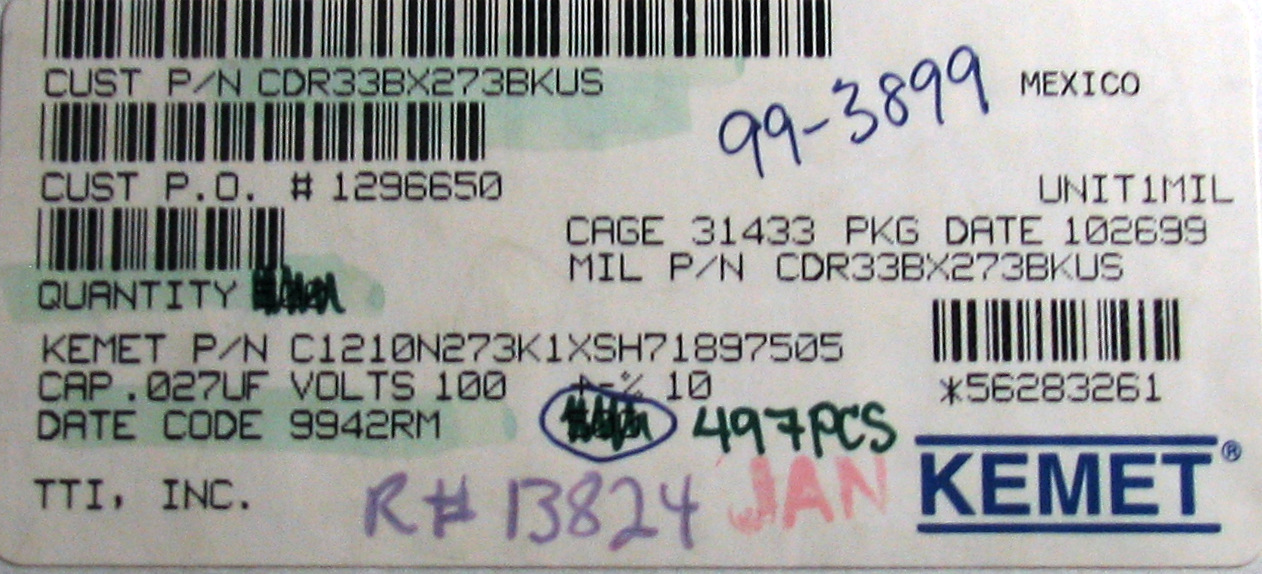 CUST P/N CDR33BX273BKUS
99-3899
MEXICO
CUST P.O. # 1296650
UNIT1MIL
CAGE 31433 PKG DATE 102699
MIL P/N CDR33BX273BKUS
QUANTITY
KEMET P/N C1210N273K1XSH71897505
CAP .027UF VOLTS 100 +-% 10
*56283261
DATE CODE 9942RM
497PCS
KEMET®
TTI, INC.
R# 13824
JAN